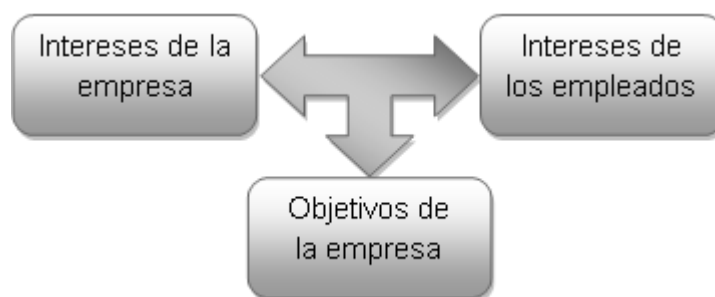 Intereses de la
empresa
Intereses de
los empleados
Objetivos de
la empresa